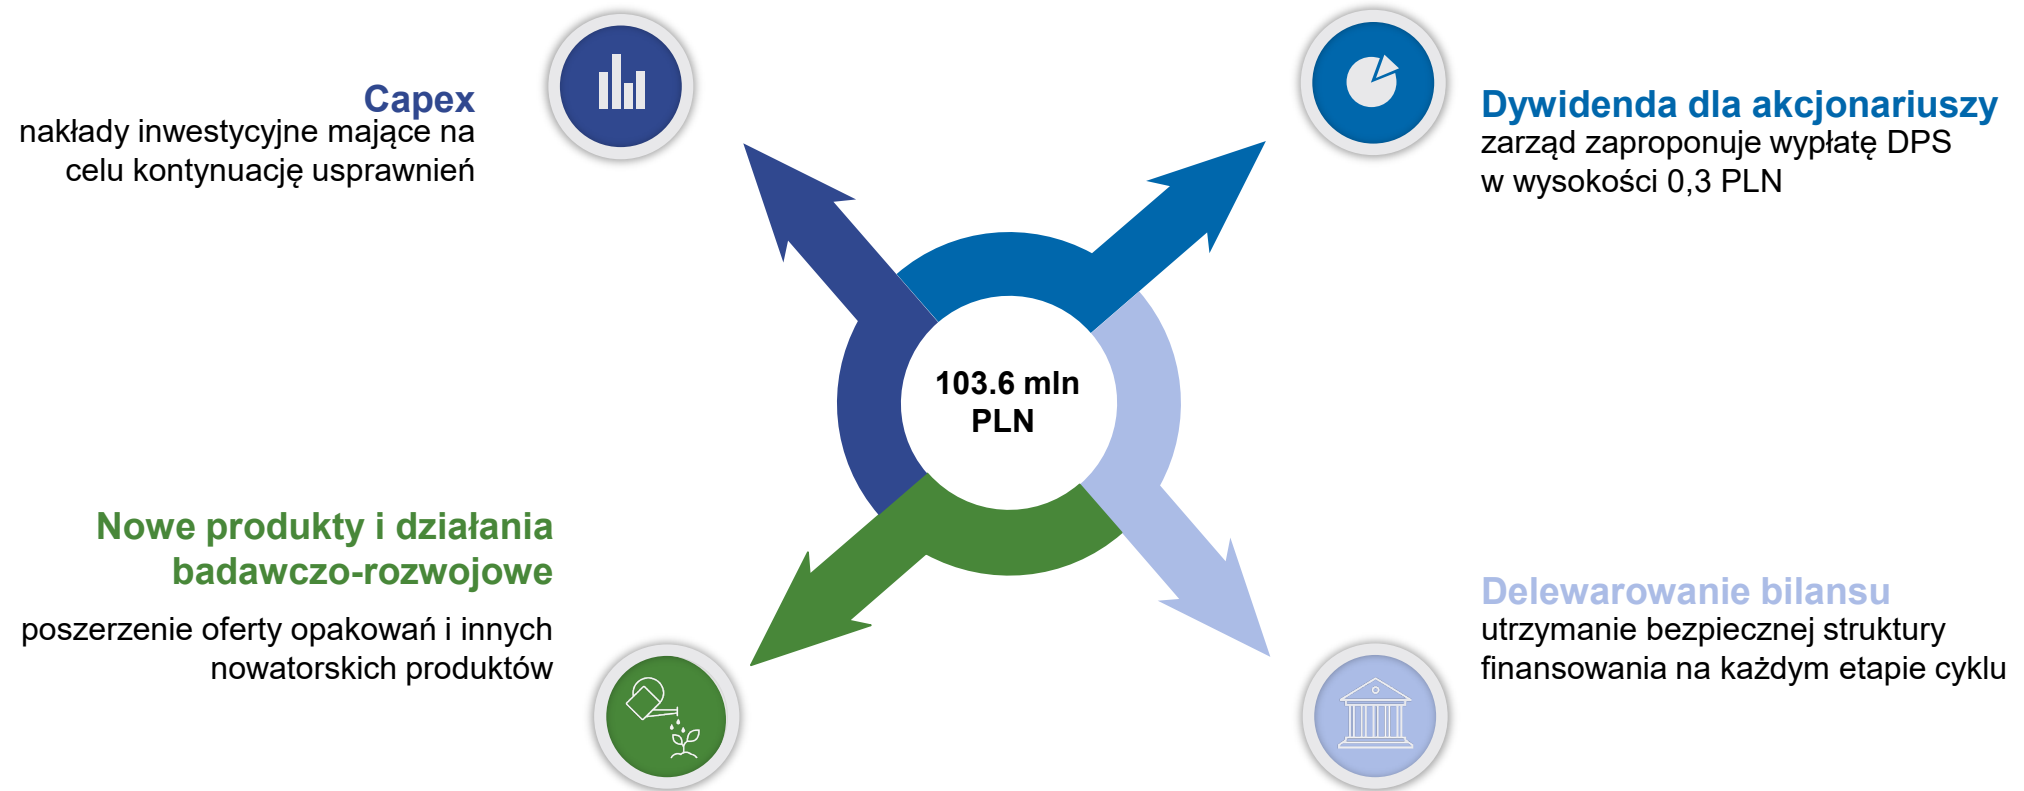 Capex
nakłady inwestycyjne mające na
celu kontynuację usprawnień
Dywidenda dla akcjonariuszy
zarząd zaproponuje wypłatę DPS
w wysokości 0,3 PLN
103.6 mln
PLN
Nowe produkty i działania
badawczo-rozwojowe
poszerzenie oferty opakowań i innych
nowatorskich produktów
Delewarowanie bilansu
utrzymanie bezpiecznej struktury
finansowania na każdym etapie cyklu